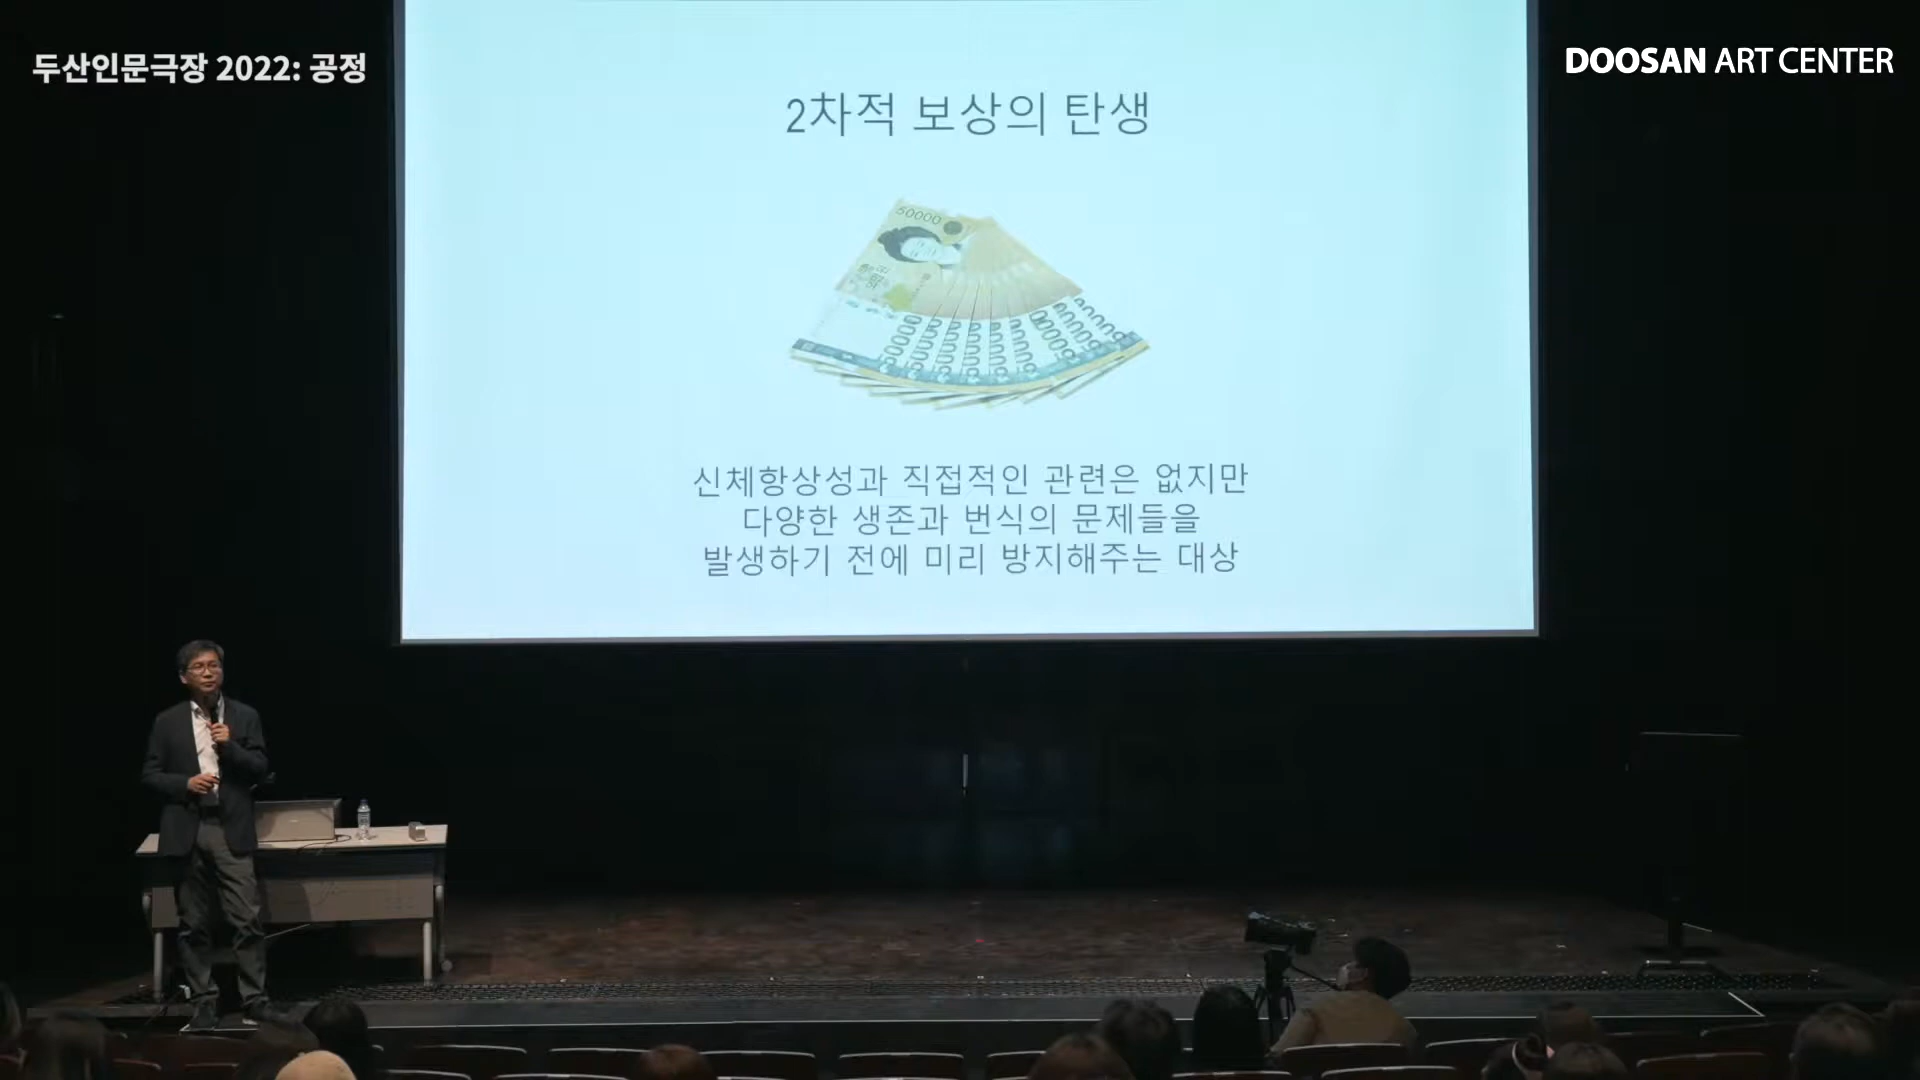 두산인문극장 2022: 공정
DOOSAN ART CENTER
2차적 보상의 탄생
50000
50000
신체항상성과 직접적인 관련은 없지만
다양한 생존과 번식의 문제들을
발생하기 전에 미리 방지해주는 대상